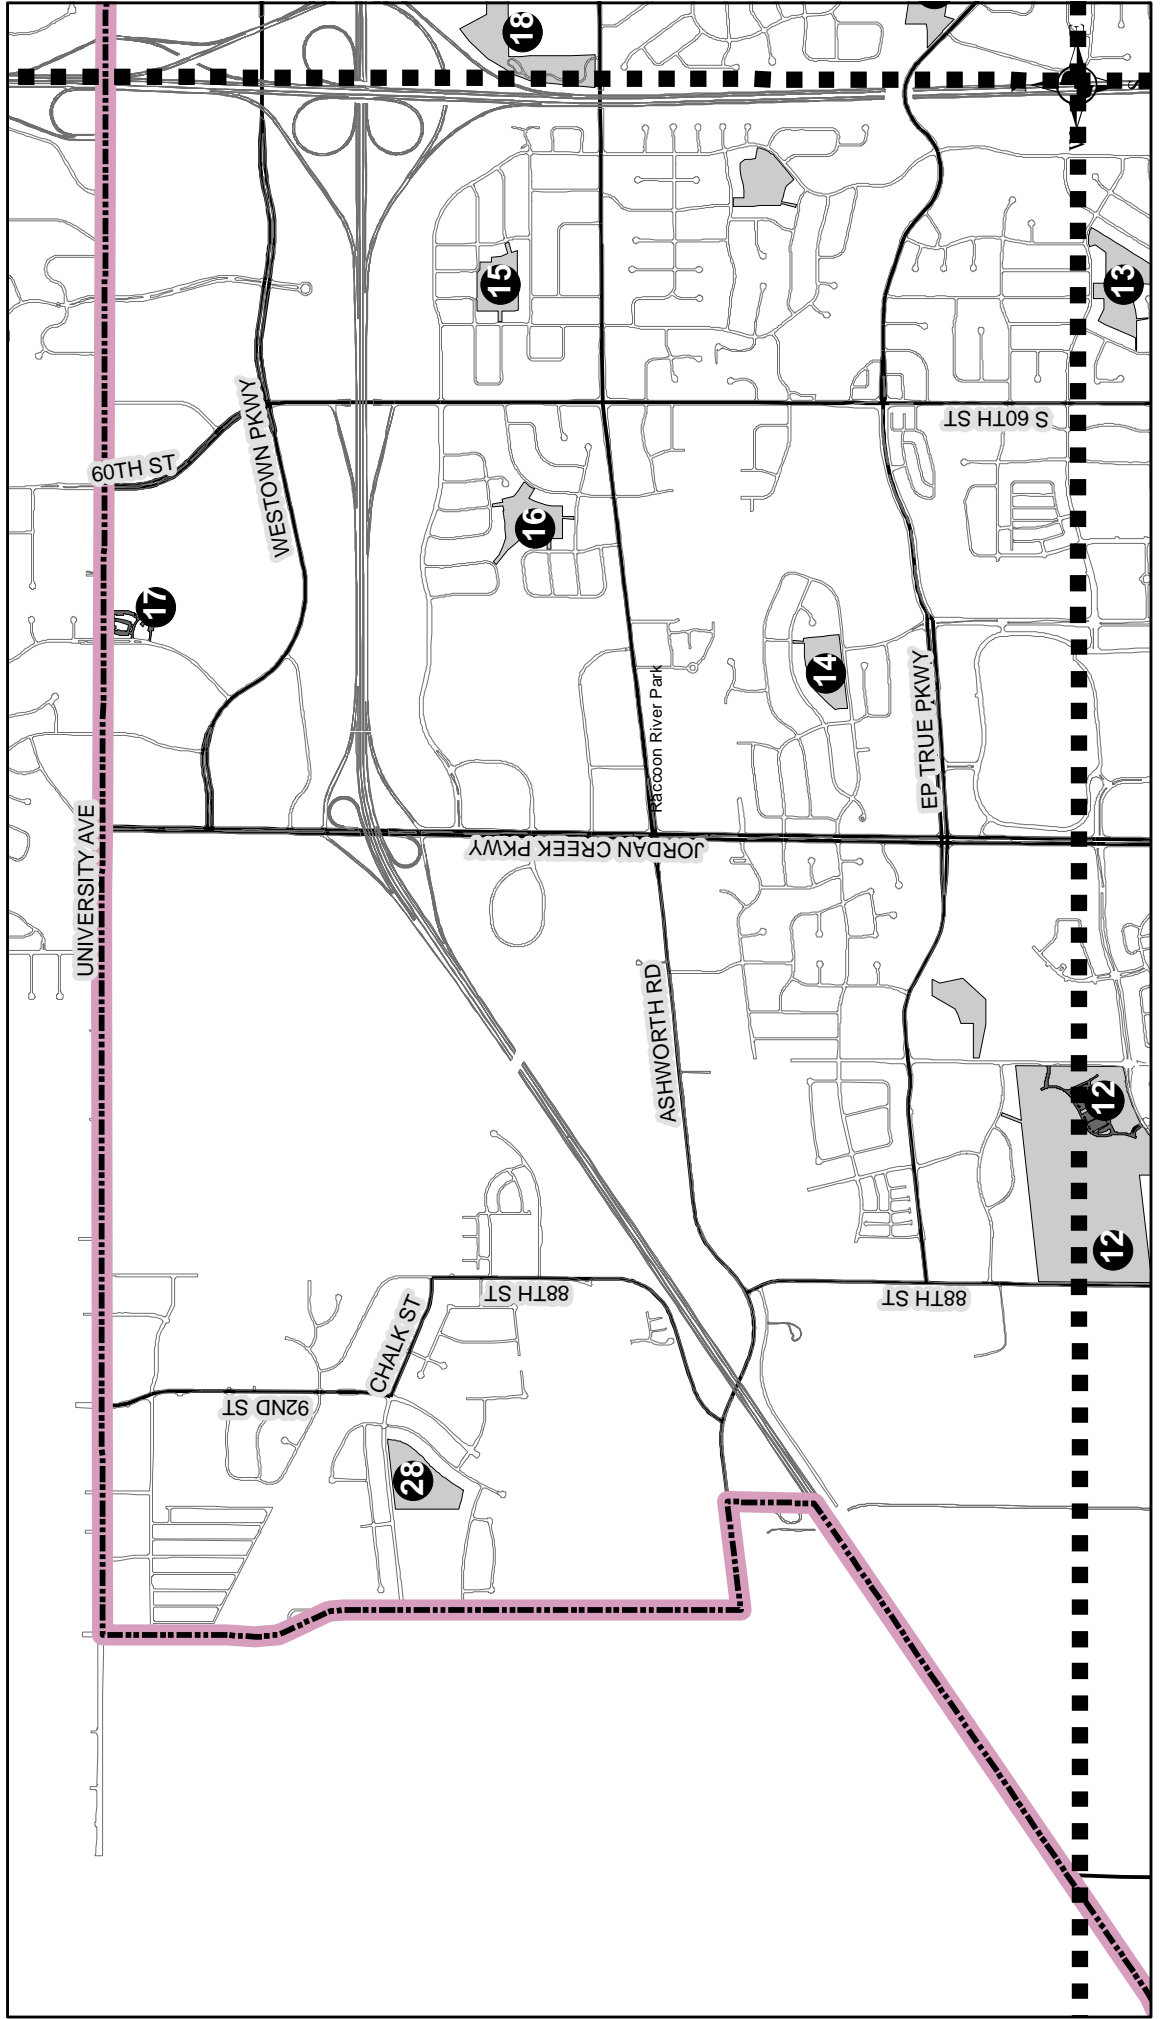 18
15
13
60TH ST
WESTOWN PKWY
S 60TH ST
16
17
14
Raccoon River Park
EP TRUE PKWY
UNIVERSITY AVE
JORDAN CREEK PKWY
ASHWORTH RD
12
12
88TH ST
88TH ST
CHALK ST
92ND ST
28